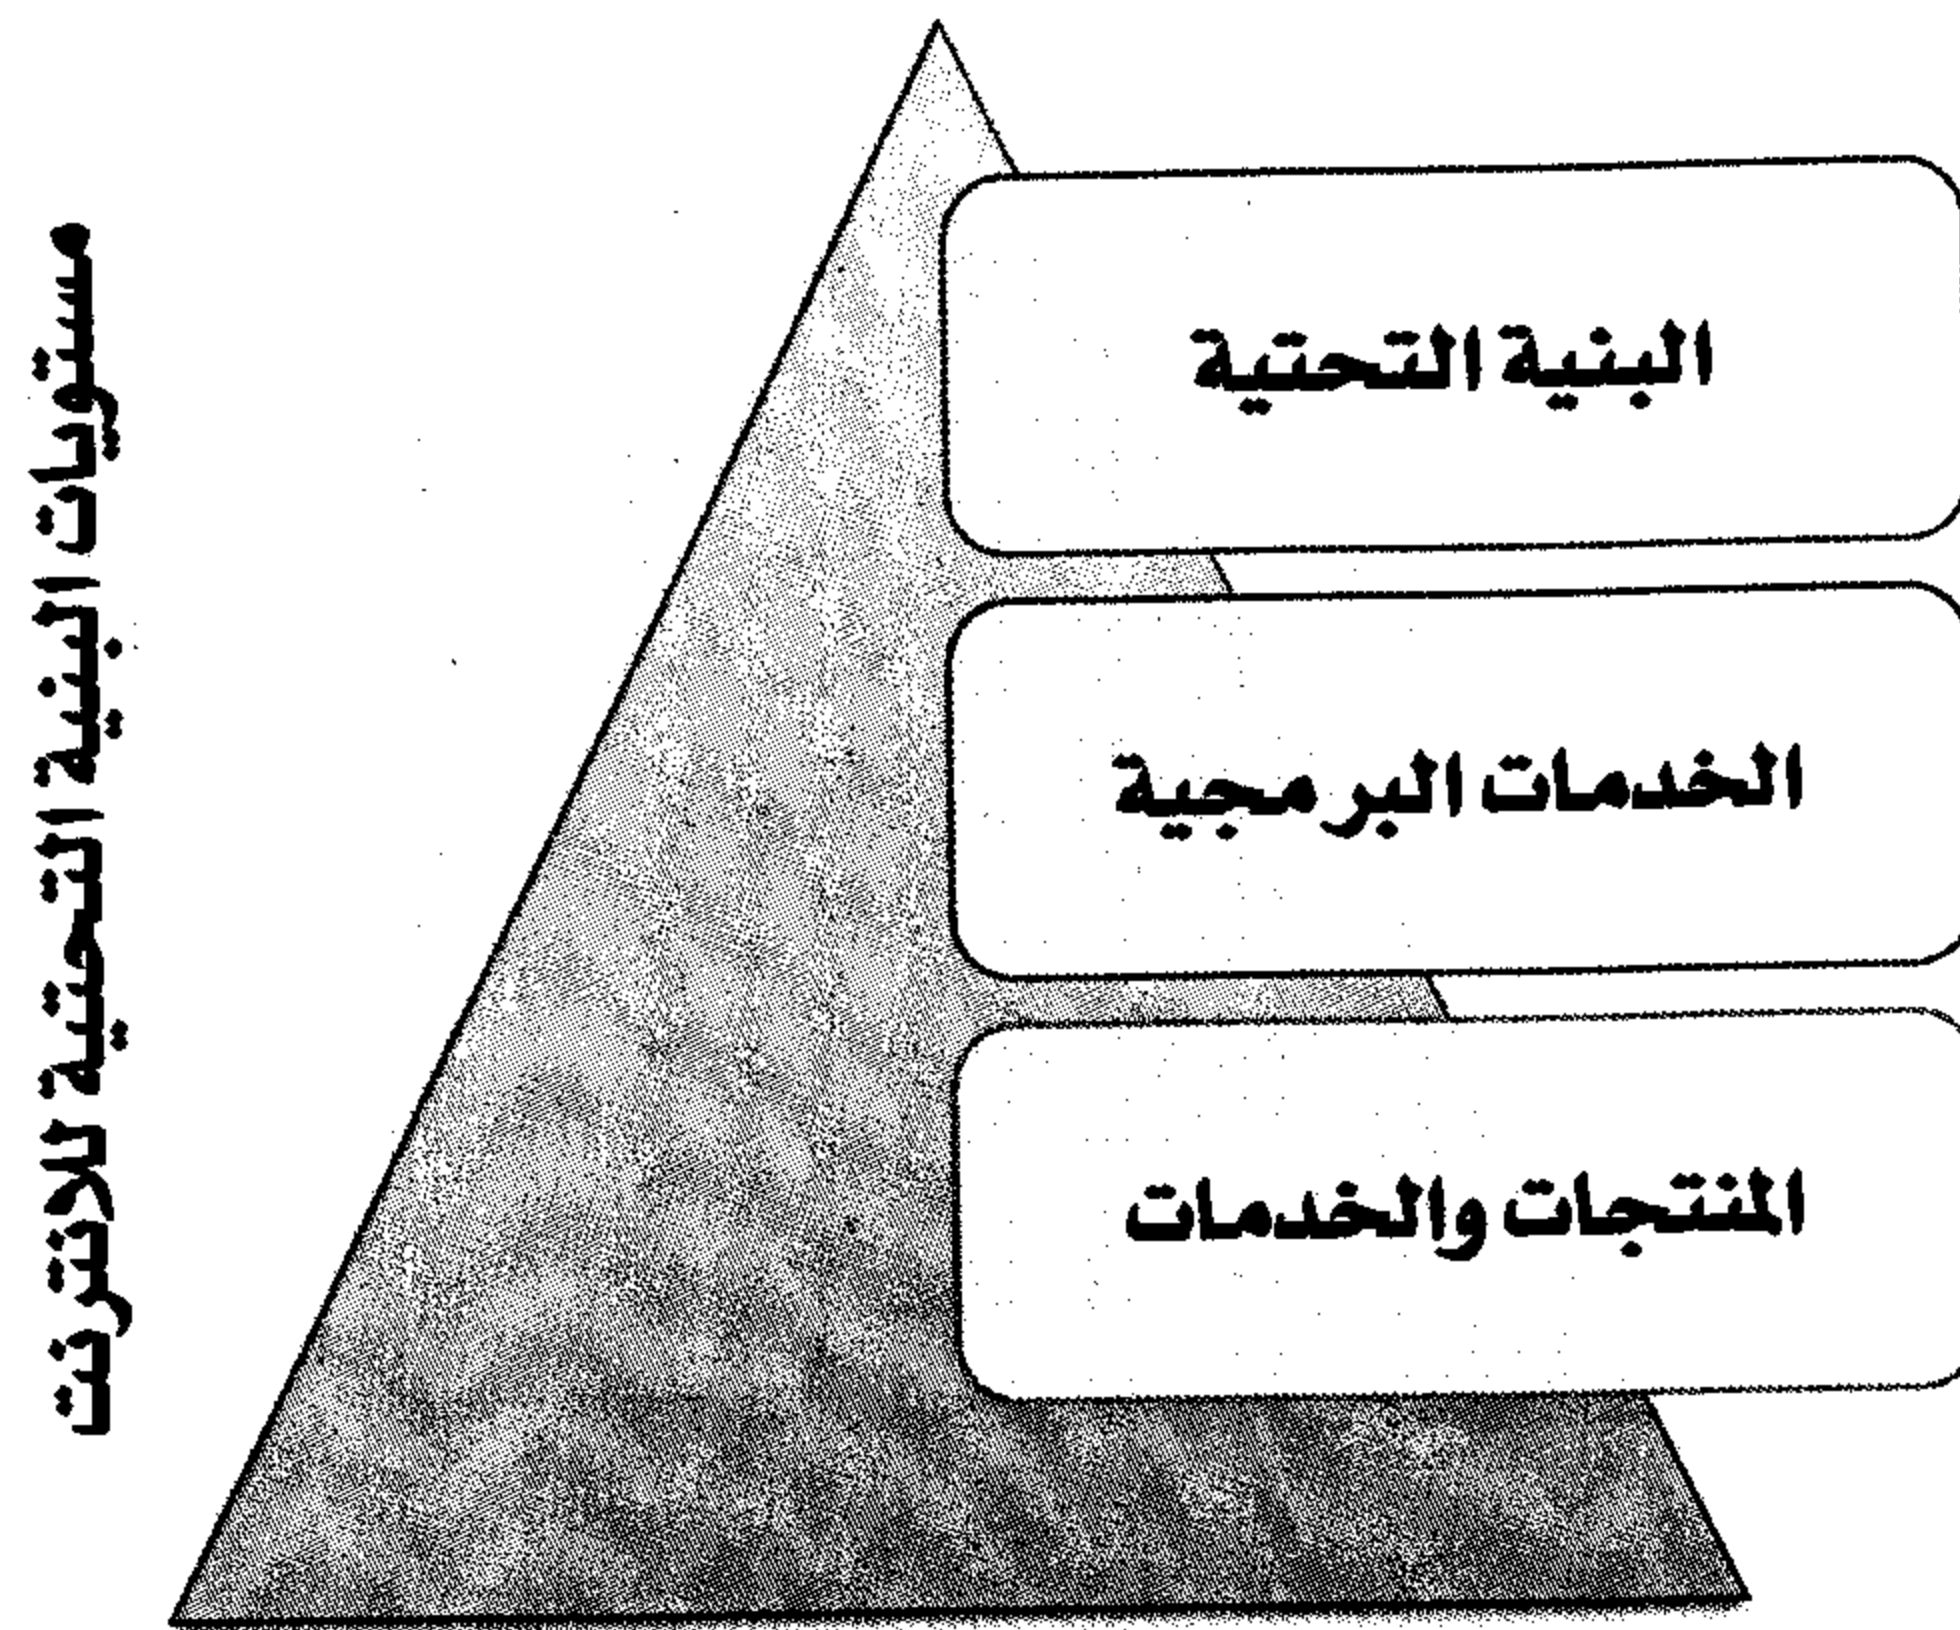 مستويات البنية التحتية للانترنت
البنية التحتية
الخدمات البرمجية
المنتجات والخدمات